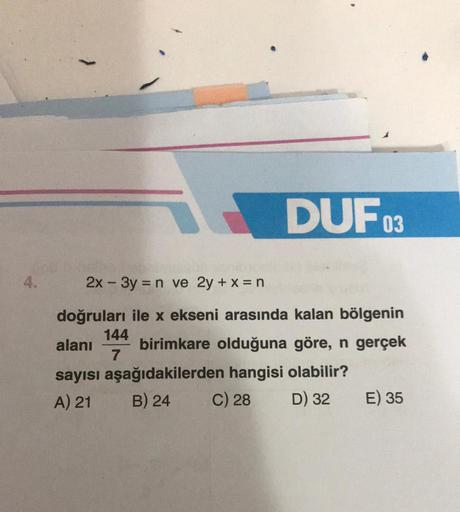 DUF 03
4. 2x – 3y = n ve 2y + x = n
doğruları ile x ekseni arasında kalan bölgenin
alanı 144/7 birimkare olduğuna göre, n gerçek
sayısı aşağıdakilerden hangisi olabilir?
A) 21 B) 24 C) 28 D) 32 E) 35